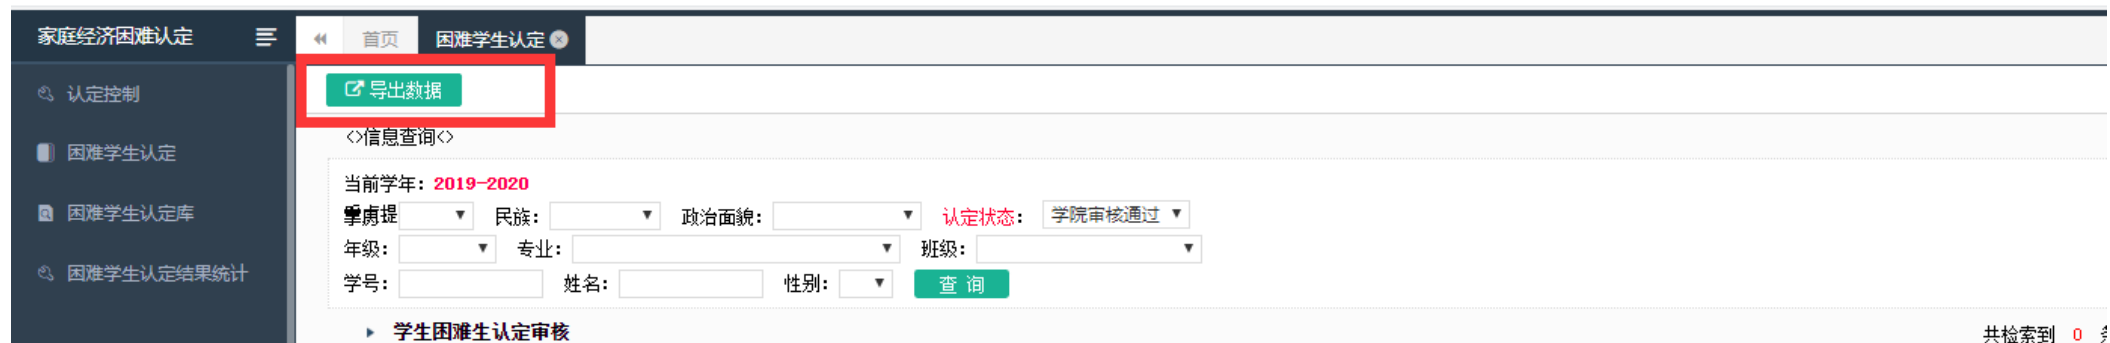 家庭经济困难认定
首页 困难学生认定
认定控制
困难学生认定
困难学生认定库
困难学生认定结果统计
导出数据
<>信息查询<>
当前学年：2019-2020
民族： 政治面貌： 认定状态： 学院审核通过
年级： 专业： 班级：
学号： 姓名： 性别： 查 询
学生困难生认定审核 共检索到 0